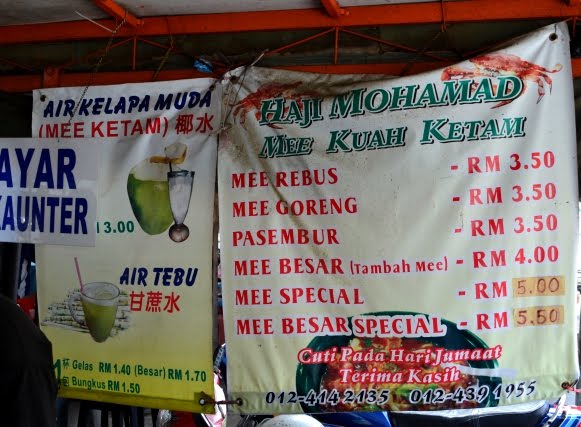 AIR KELAPA MUDA
(MEE KETAM) 椰水
AYAR
KAUNTER
3.00
AIR TEBU
甘蔗水
杯 Gelas RM 1.40 (Besar) RM 1.70
Bungkus RM 1.50
HAJI MOHAMAD
MEE KUAH KETAM
MEE REBUS - RM 3.50
MEE GORENG - RM 3.50
PASEMBUR - RM 3.50
MEE BESAR (Tambah Mee) - RM 4.00
MEE SPECIAL - RM 5.00
MEE BESAR SPECIAL - RM 5.50
Cuti Pada Hari Jumaat
Terima Kasih
012-4142135 012-439 1955